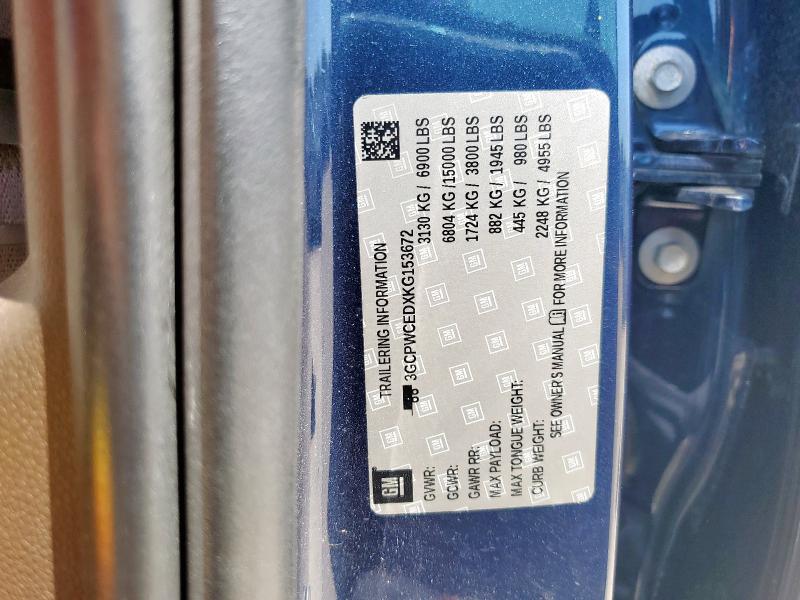 GM
TRAILERING INFORMATION
3GCPWCEDXKG153672
GVWR: 3130 KG / 6900 LBS
GCWR: 6804 KG /15000 LBS
GAWR RR: 1724 KG / 3800 LBS
MAX PAYLOAD: 882 KG / 1945 LBS
MAX TONGUE WEIGHT: 445 KG / 980 LBS
CURB WEIGHT: 2248 KG / 4955 LBS
SEE OWNER'S MANUAL FOR MORE INFORMATION